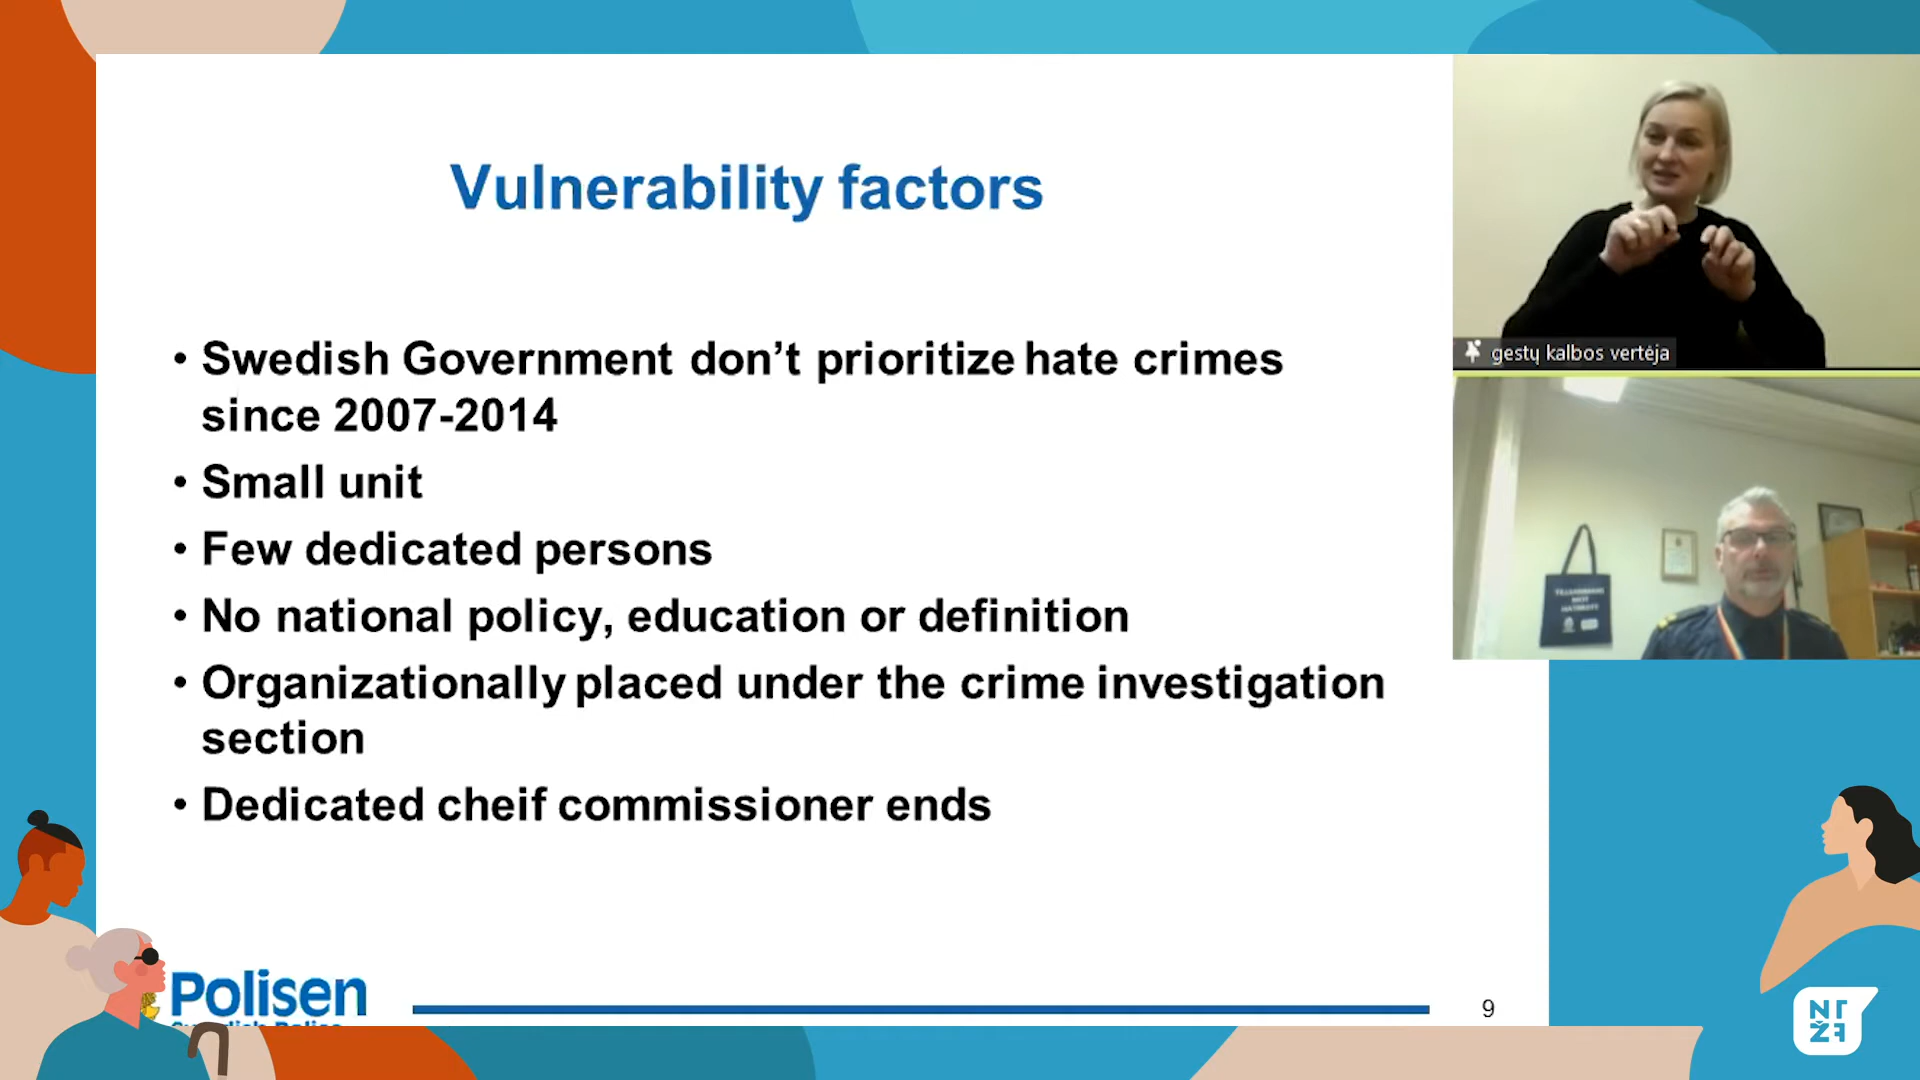 Vulnerability factors
• Swedish Government don't prioritize hate crimes
since 2007-2014
• Small unit
• Few dedicated persons
• No national policy, education or definition
• Organizationally placed under the crime investigation
section
• Dedicated cheif commissioner ends
Polisen
9
gestų kalbos vertėja
TILLSAMMANS
MOT